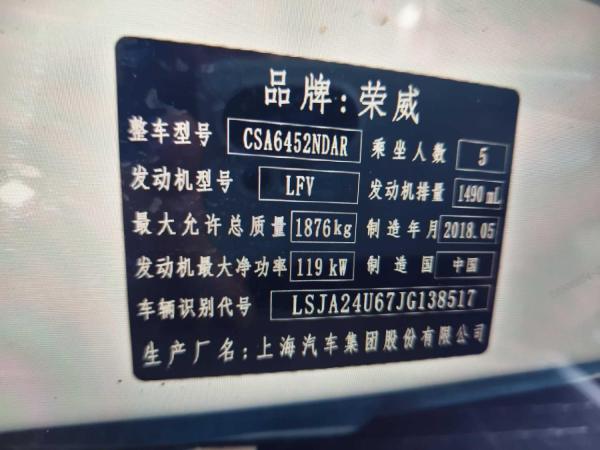 品牌:荣威
整车型号 CSA6452NDAR 乘坐人数 5
发动机型号 LFV 发动机排量 1490 mL
最大允许总质量 1876kg 制造年月 2018.05
发动机最大净功率 119 kW 制造国 中国
车辆识别代号 LSJA24U67JG138517
生产厂名:上海汽车集团股份有限公司